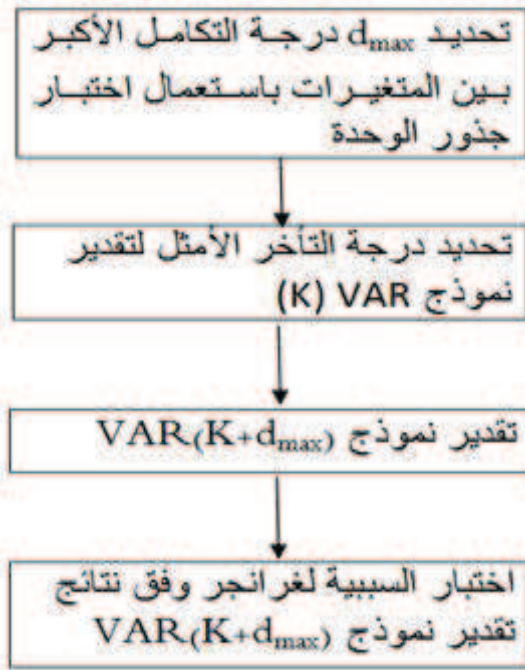 تحديد dmax درجة التكامل الأكبر
بين المتغيرات باستعمال اختبار
جذور الوحدة
تحديد درجة التأخر الأمثل لتقدير
نموذج VAR (K)
تقدير نموذج VAR(K+dmax)
اختبار السببية لغرانجر وفق نتائج
تقدير نموذج VAR(K+dmax)